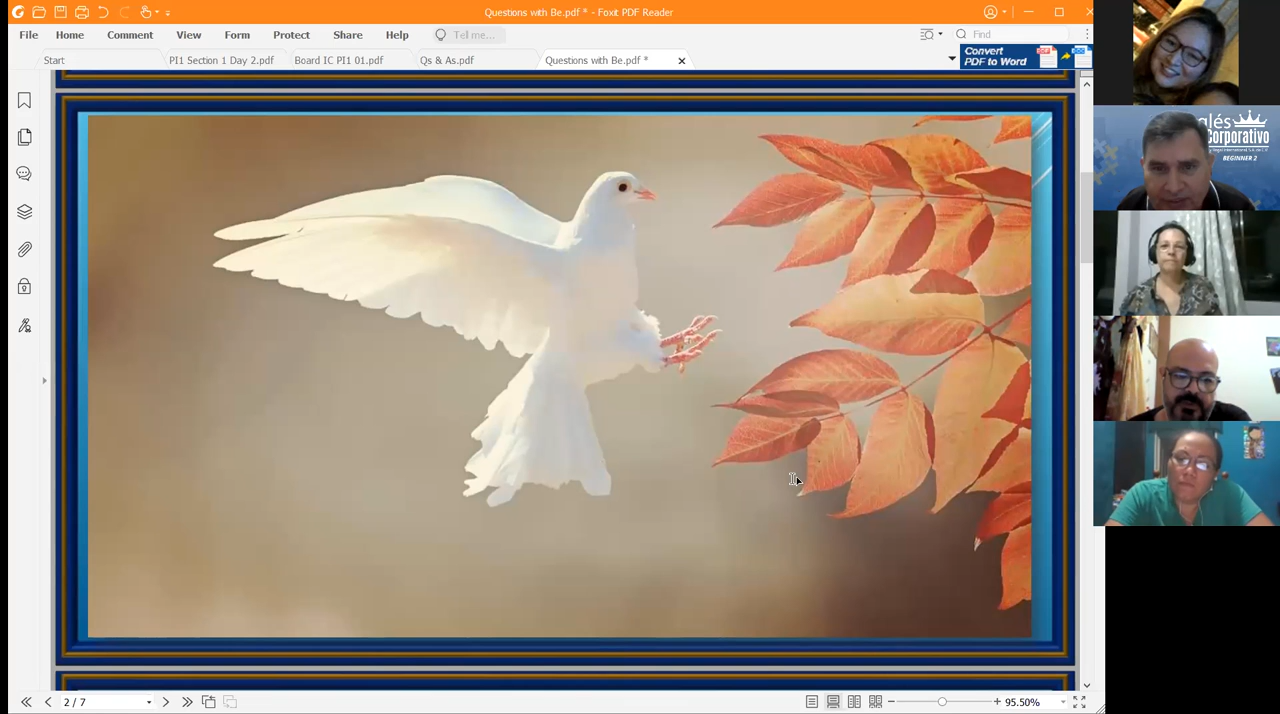 Questions with Be.pdf * - Foxit PDF Reader
File Home Comment View Form Protect Share Help Tell me... Find
Start PI1 Section 1 Day 2.pdf Board IC PI1 01.pdf Qs & As.pdf Questions with Be.pdf *
Convert
PDF to Word
glés
Corporativo
BEGINNER 2
2 / 7
95.50%